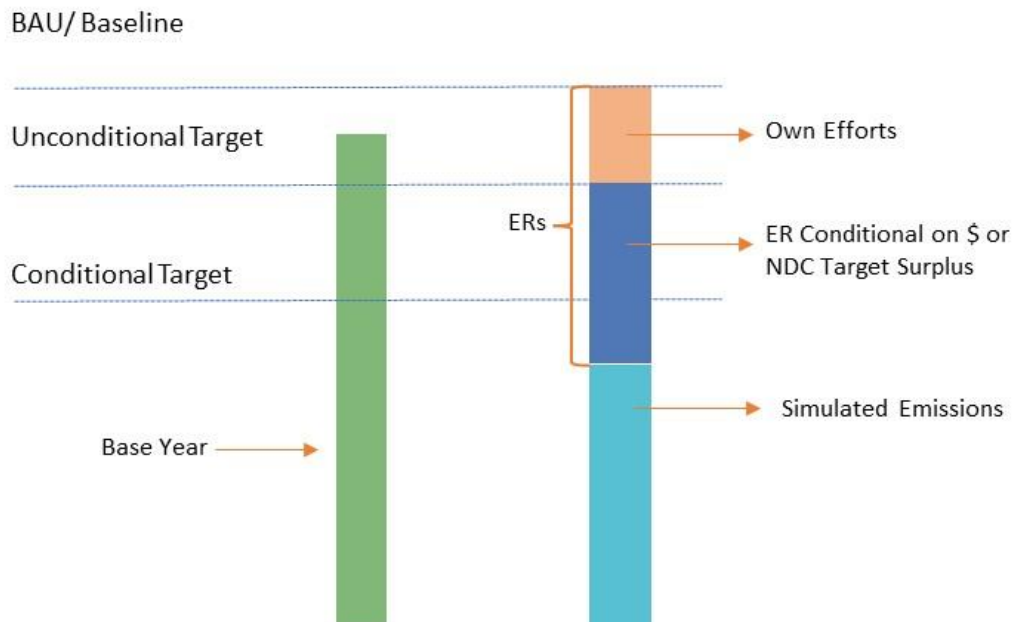 BAU/ Baseline
Unconditional Target
Own Efforts
ERs
ER Conditional on $ or
NDC Target Surplus
Conditional Target
Simulated Emissions
Base Year